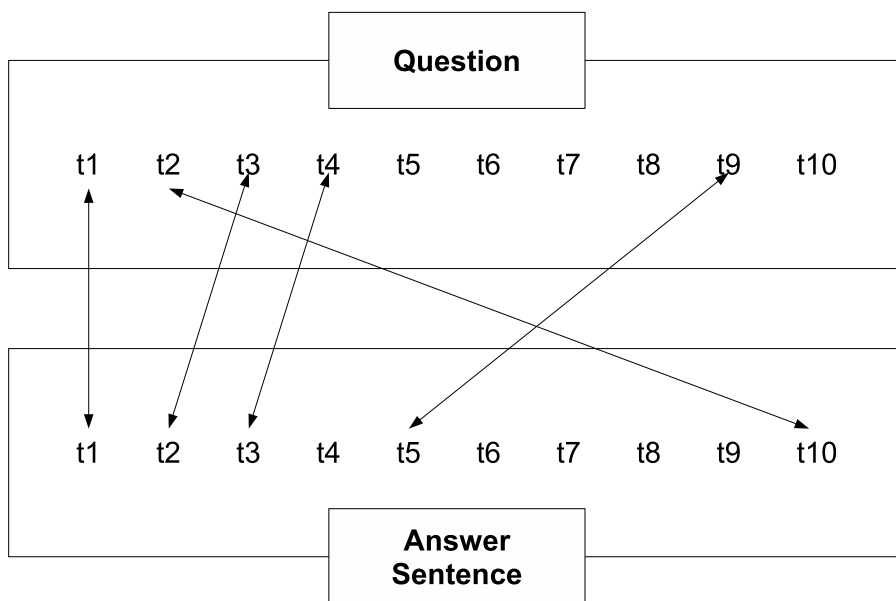 Question
t1 t2 t3 t4 t5 t6 t7 t8 t9 t10
t1 t2 t3 t4 t5 t6 t7 t8 t9 t10
Answer
Sentence